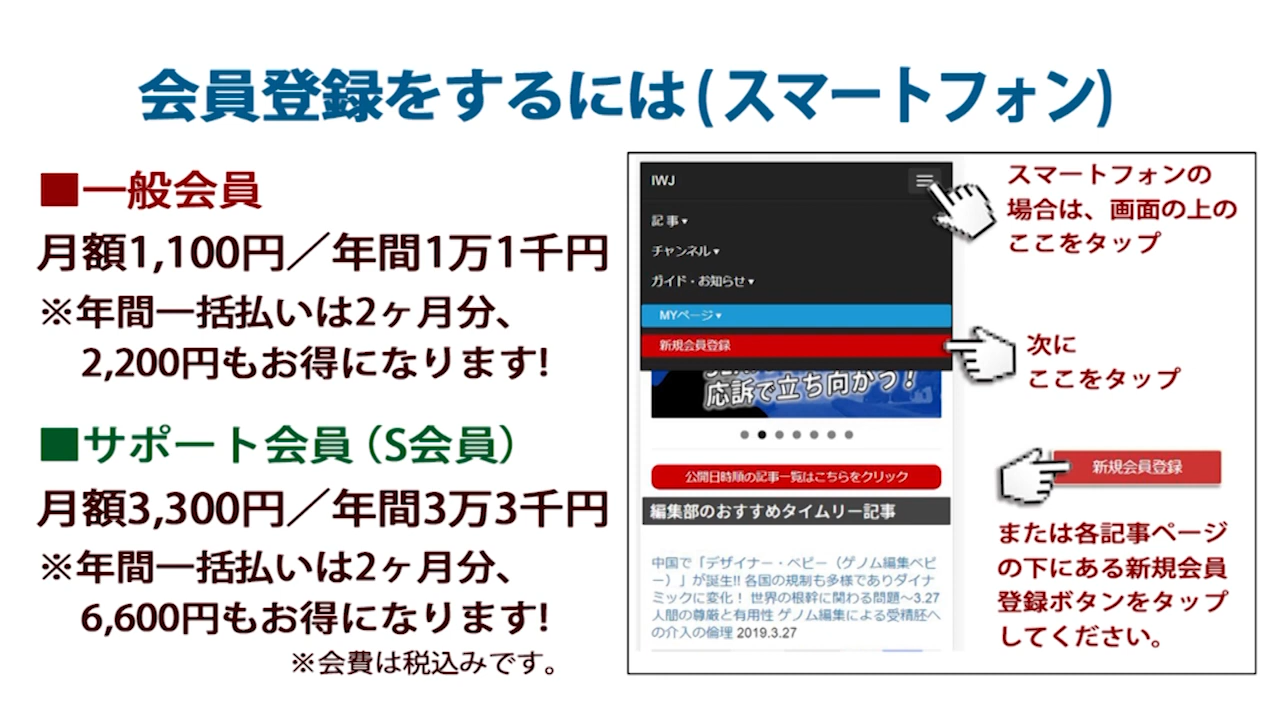 会員登録をするには(スマートフォン)
■一般会員
月額1,100円／年間1万1千円
※年間一括払いは2ヶ月分、
2,200円もお得になります!
■サポート会員（S会員）
月額3,300円／年間3万3千円
※年間一括払いは2ヶ月分、
6,600円もお得になります!
※会費は税込みです。
IWJ
記事▾
チャンネル▾
ガイド・お知らせ▾
MYページ▾
新規会員登録
応訴で立ち向かう！
公開日時順の記事一覧はこちらをクリック
編集部のおすすめタイムリー記事
中国で「デザイナー・ベビー（ゲノム編集ベビ
ー）」が誕生!! 各国の規制も多様でありダイナ
ミックに変化！ 世界の根幹に関わる問題～3.27
人間の尊厳と有用性 ゲノム編集による受精胚へ
の介入の倫理 2019.3.27
スマートフォンの
場合は、画面の上の
ここをタップ
次に
ここをタップ
新規会員登録
または各記事ページ
の下にある新規会員
登録ボタンをタップ
してください。